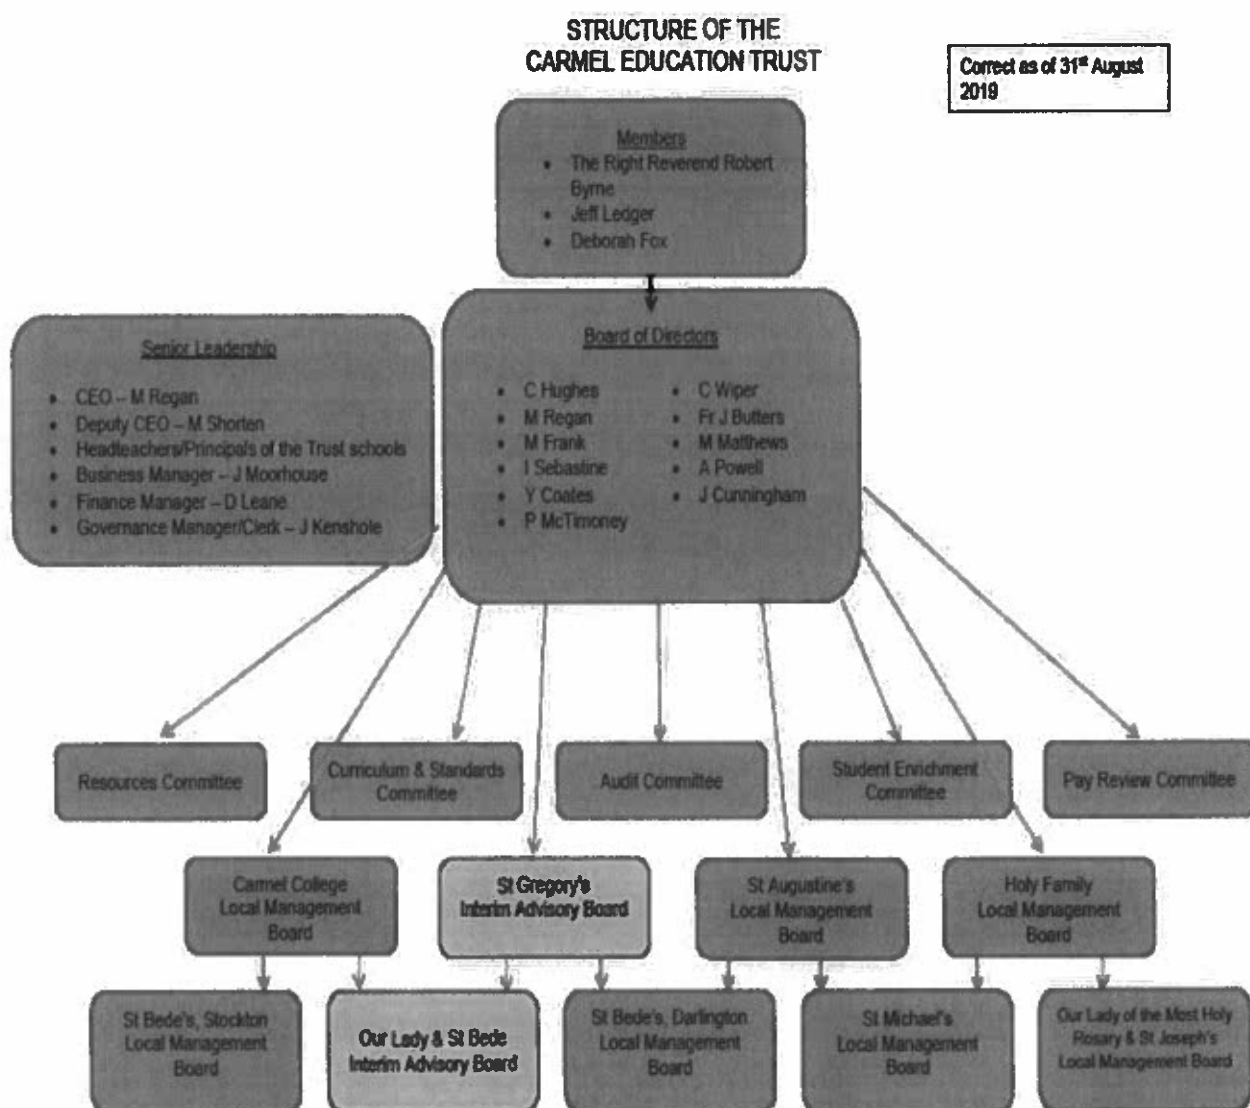 STRUCTURE OF THE
CARMEL EDUCATION TRUST
Correct as of 31st August
2019
Members
• The Right Reverend Robert
Byrne
• Jeff Ledger
• Deborah Fox
Senior Leadership
• CEO – M Regan
• Deputy CEO – M Shorten
• Headteachers/Principals of the Trust schools
• Business Manager – J Moorhouse
• Finance Manager – D Leane
• Governance Manager/Clerk – J Kenshole
Board of Directors
• C Hughes
• M Regan
• M Frank
• I Sebastine
• Y Coates
• P McTimoney
• C Wiper
• Fr J Butters
• M Matthews
• A Powell
• J Cunningham
Resources Committee
Curriculum & Standards
Committee
Audit Committee
Student Enrichment
Committee
Pay Review Committee
Carmel College
Local Management
Board
St Gregory's
Interim Advisory Board
St Augustine's
Local Management
Board
Holy Family
Local Management
Board
St Bede's, Stockton
Local Management
Board
Our Lady & St Bede
Interim Advisory Board
St Bede's, Darlington
Local Management
Board
St Michael's
Local Management
Board
Our Lady of the Most Holy
Rosary & St Joseph's
Local Management Board